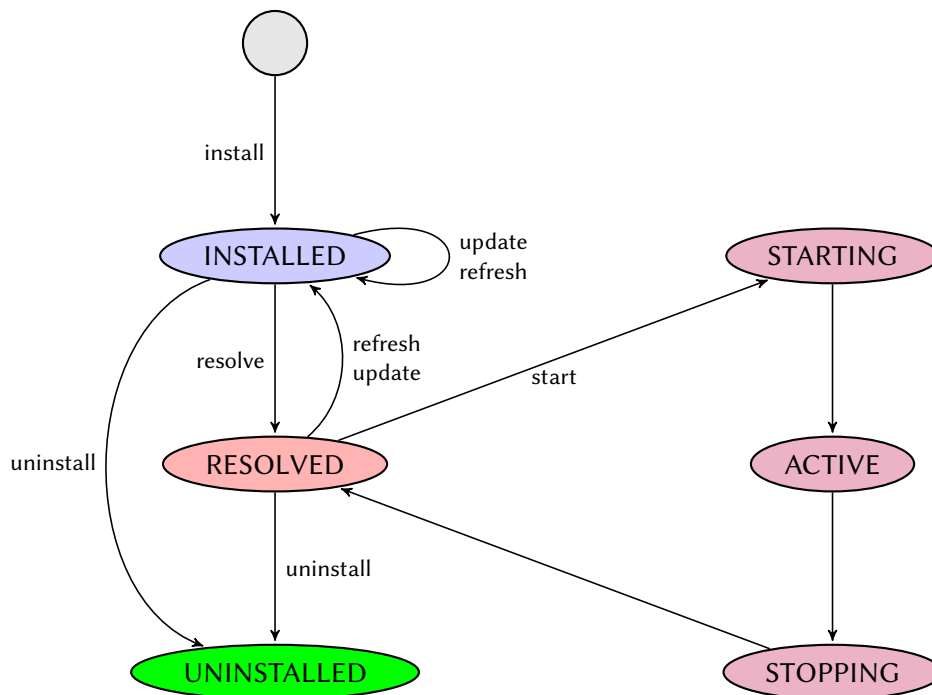 install
INSTALLED
update
refresh
STARTING
resolve
refresh
update
start
uninstall
RESOLVED
ACTIVE
uninstall
UNINSTALLED
STOPPING